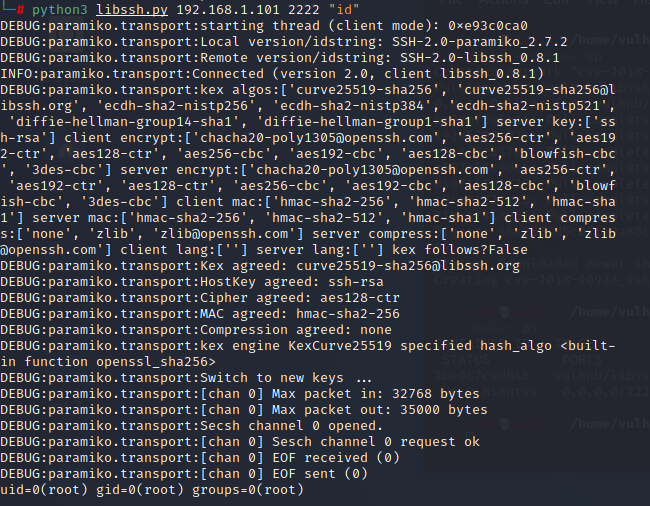 └─# python3 libssh.py 192.168.1.101 2222 "id"
DEBUG:paramiko.transport:starting thread (client mode): 0×e93c0ca0
DEBUG:paramiko.transport:Local version/idstring: SSH-2.0-paramiko_2.7.2
DEBUG:paramiko.transport:Remote version/idstring: SSH-2.0-libssh_0.8.1
INFO:paramiko.transport:Connected (version 2.0, client libssh_0.8.1)
DEBUG:paramiko.transport:kex algos:['curve25519-sha256', 'curve25519-sha256@l
ibssh.org', 'ecdh-sha2-nistp256', 'ecdh-sha2-nistp384', 'ecdh-sha2-nistp521',
 'diffie-hellman-group14-sha1', 'diffie-hellman-group1-sha1'] server key:['ss
h-rsa'] client encrypt:['chacha20-poly1305@openssh.com', 'aes256-ctr', 'aes19
2-ctr', 'aes128-ctr', 'aes256-cbc', 'aes192-cbc', 'aes128-cbc', 'blowfish-cbc
', '3des-cbc'] server encrypt:['chacha20-poly1305@openssh.com', 'aes256-ctr',
 'aes192-ctr', 'aes128-ctr', 'aes256-cbc', 'aes192-cbc', 'aes128-cbc', 'blowf
ish-cbc', '3des-cbc'] client mac:['hmac-sha2-256', 'hmac-sha2-512', 'hmac-sha
1'] server mac:['hmac-sha2-256', 'hmac-sha2-512', 'hmac-sha1'] client compres
s:['none', 'zlib', 'zlib@openssh.com'] server compress:['none', 'zlib', 'zlib
@openssh.com'] client lang:[''] server lang:[''] kex follows?False
DEBUG:paramiko.transport:Kex agreed: curve25519-sha256@libssh.org
DEBUG:paramiko.transport:HostKey agreed: ssh-rsa
DEBUG:paramiko.transport:Cipher agreed: aes128-ctr
DEBUG:paramiko.transport:MAC agreed: hmac-sha2-256
DEBUG:paramiko.transport:Compression agreed: none
DEBUG:paramiko.transport:kex engine KexCurve25519 specified hash_algo <built-
in function openssl_sha256>
DEBUG:paramiko.transport:Switch to new keys ...
DEBUG:paramiko.transport:[chan 0] Max packet in: 32768 bytes
DEBUG:paramiko.transport:[chan 0] Max packet out: 35000 bytes
DEBUG:paramiko.transport:Secsh channel 0 opened.
DEBUG:paramiko.transport:[chan 0] Sesch channel 0 request ok
DEBUG:paramiko.transport:[chan 0] EOF received (0)
DEBUG:paramiko.transport:[chan 0] EOF sent (0)
uid=0(root) gid=0(root) groups=0(root)